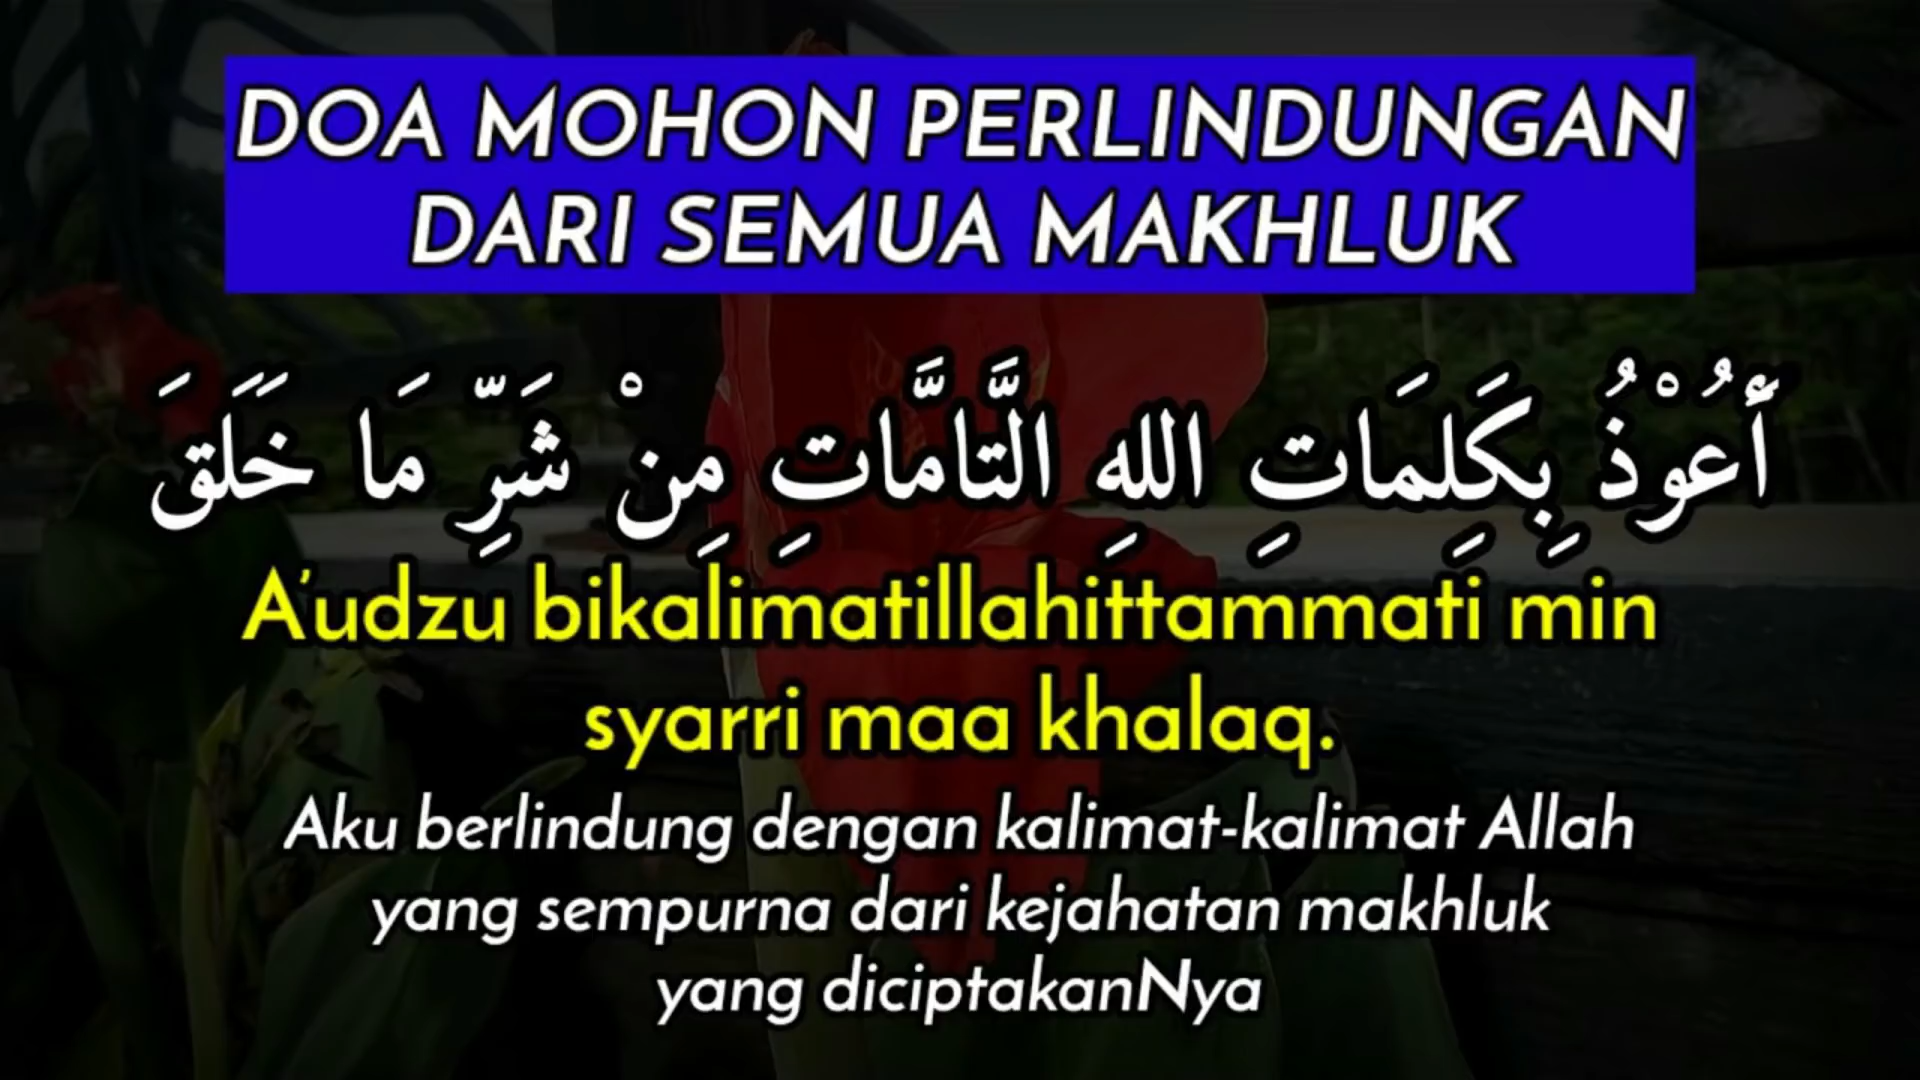 DOA MOHON PERLINDUNGAN
DARI SEMUA MAKHLUK
أَعُوْذُ بِكَلِمَاتِ اللهِ التَّامَّاتِ مِنْ شَرِّ مَا خَلَقَ
A'udzu bikalimatillahittammati min
syarri maa khalaq.
Aku berlindung dengan kalimat-kalimat Allah
yang sempurna dari kejahatan makhluk
yang diciptakanNya